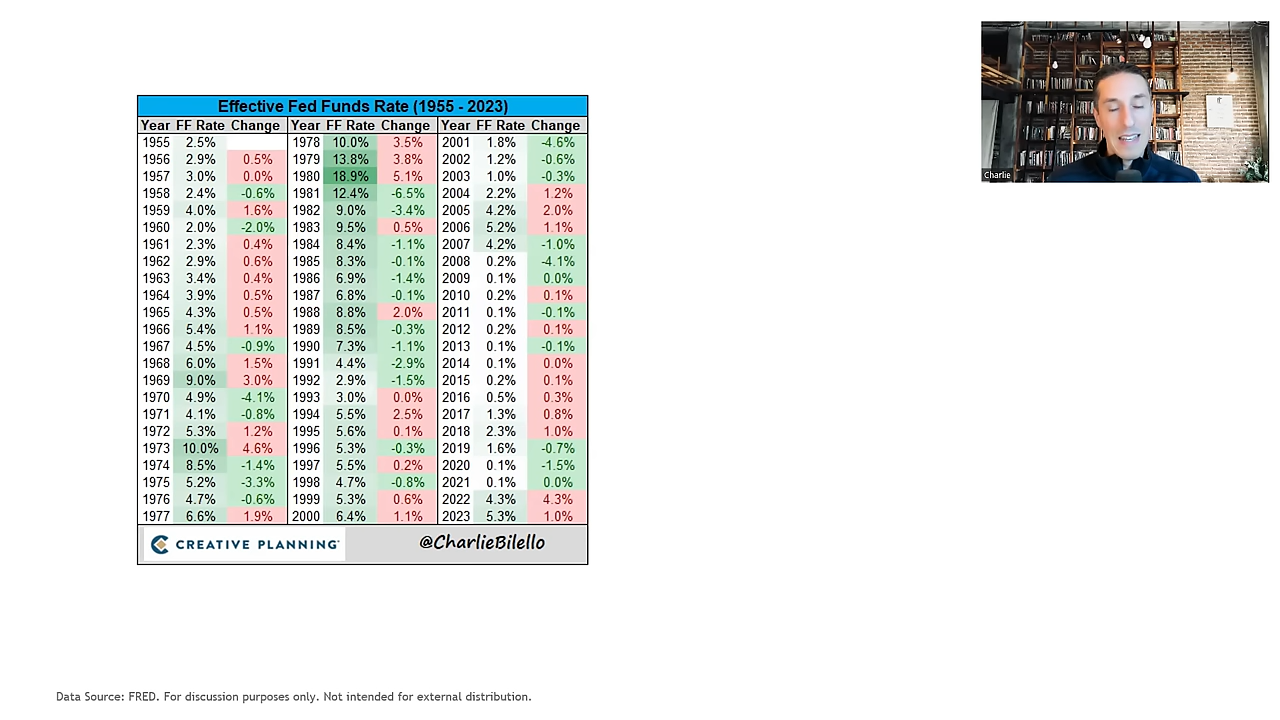 Effective Fed Funds Rate (1955 - 2023)
Year FF Rate Change Year FF Rate Change Year FF Rate Change
1955 2.5% 1978 10.0% 3.5% 2001 1.8% -4.6%
1956 2.9% 0.5% 1979 13.8% 3.8% 2002 1.2% -0.6%
1957 3.0% 0.0% 1980 18.9% 5.1% 2003 1.0% -0.3%
1958 2.4% -0.6% 1981 12.4% -6.5% 2004 2.2% 1.2%
1959 4.0% 1.6% 1982 9.0% -3.4% 2005 4.2% 2.0%
1960 2.0% -2.0% 1983 9.5% 0.5% 2006 5.2% 1.1%
1961 2.3% 0.4% 1984 8.4% -1.1% 2007 4.2% -1.0%
1962 2.9% 0.6% 1985 8.3% -0.1% 2008 0.2% -4.1%
1963 3.4% 0.4% 1986 6.9% -1.4% 2009 0.1% 0.0%
1964 3.9% 0.5% 1987 6.8% -0.1% 2010 0.2% 0.1%
1965 4.3% 0.5% 1988 8.8% 2.0% 2011 0.1% -0.1%
1966 5.4% 1.1% 1989 8.5% -0.3% 2012 0.2% 0.1%
1967 4.5% -0.9% 1990 7.3% -1.1% 2013 0.1% -0.1%
1968 6.0% 1.5% 1991 4.4% -2.9% 2014 0.1% 0.0%
1969 9.0% 3.0% 1992 2.9% -1.5% 2015 0.2% 0.1%
1970 4.9% -4.1% 1993 3.0% 0.0% 2016 0.5% 0.3%
1971 4.1% -0.8% 1994 5.5% 2.5% 2017 1.3% 0.8%
1972 5.3% 1.2% 1995 5.6% 0.1% 2018 2.3% 1.0%
1973 10.0% 4.6% 1996 5.3% -0.3% 2019 1.6% -0.7%
1974 8.5% -1.4% 1997 5.5% 0.2% 2020 0.1% -1.5%
1975 5.2% -3.3% 1998 4.7% -0.8% 2021 0.1% 0.0%
1976 4.7% -0.6% 1999 5.3% 0.6% 2022 4.3% 4.3%
1977 6.6% 1.9% 2000 6.4% 1.1% 2023 5.3% 1.0%
CREATIVE PLANNING @CharlieBilello
Charlie
Data Source: FRED. For discussion purposes only. Not intended for external distribution.